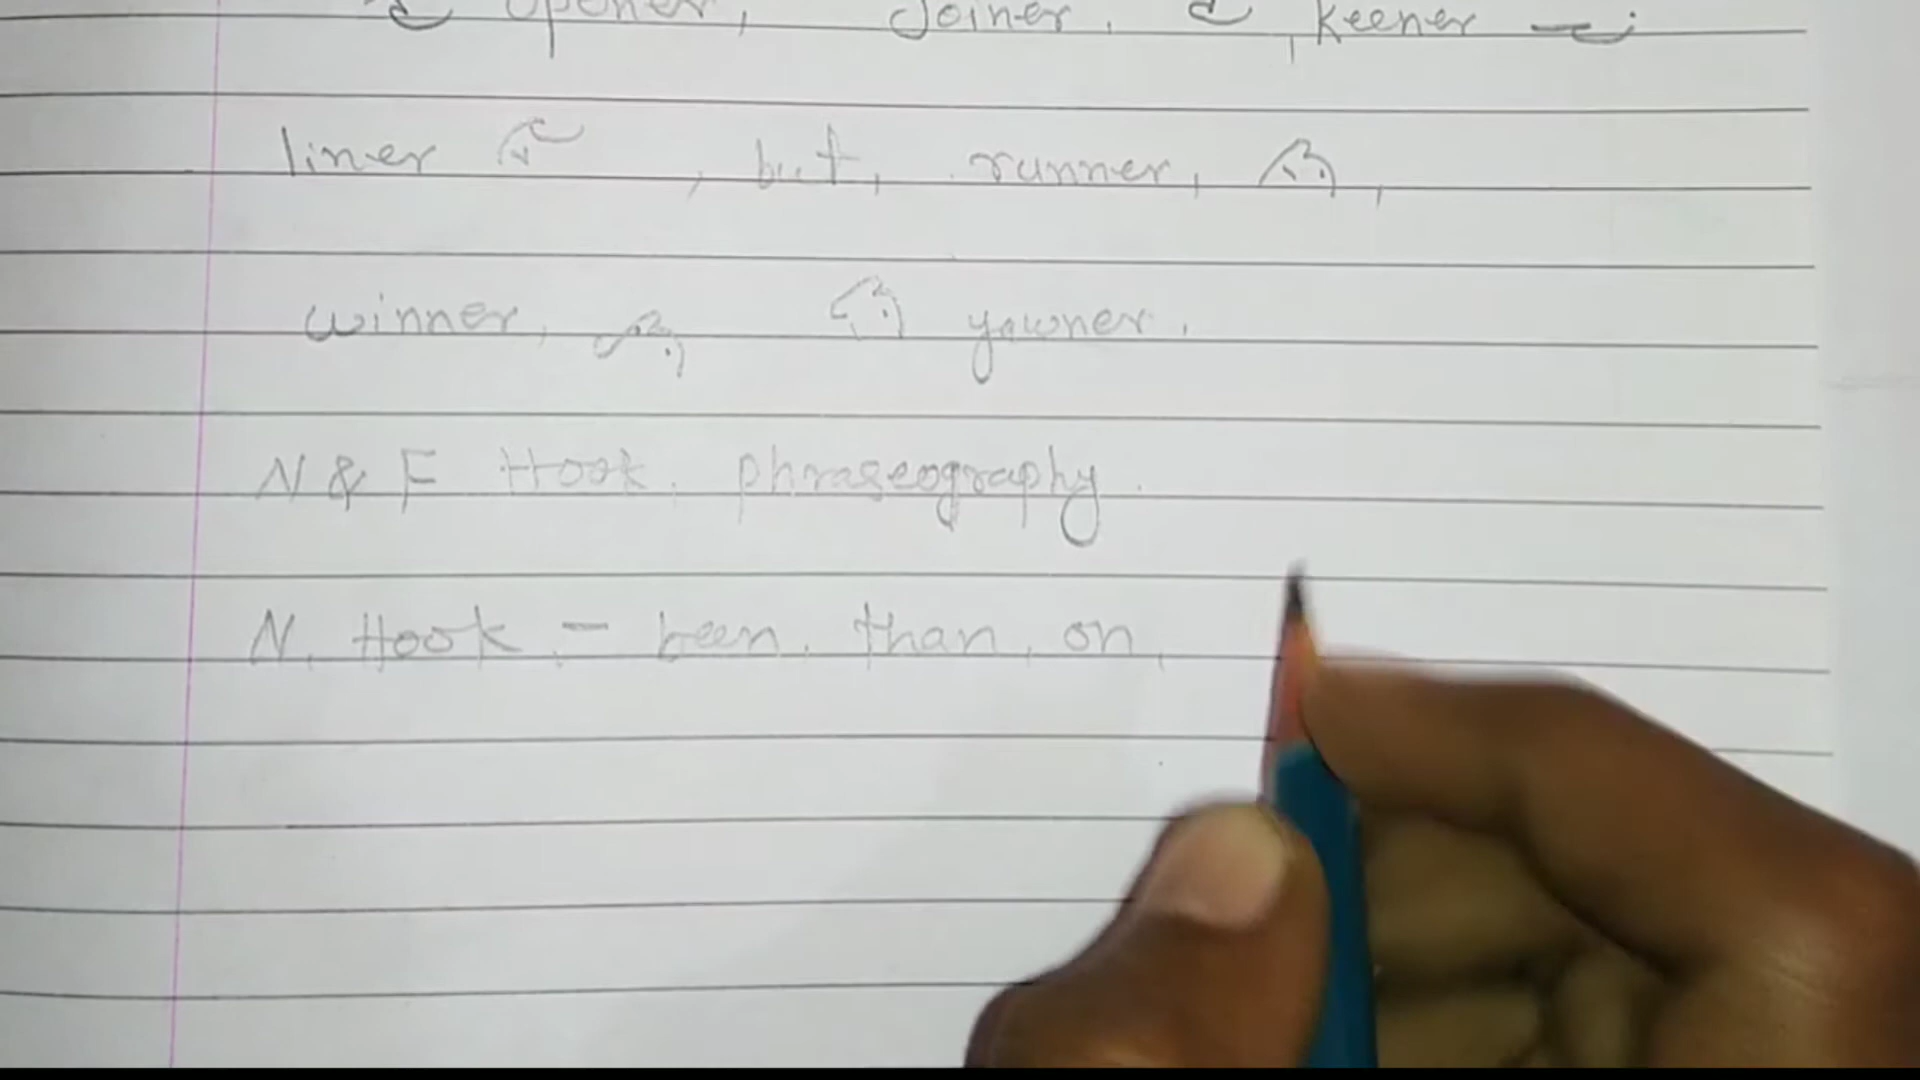 opener, Joiner, , Keener
liner , but, runner, ,
winner, yawner.
N & F Hook. phraseography.
N. Hook - been, than, on,